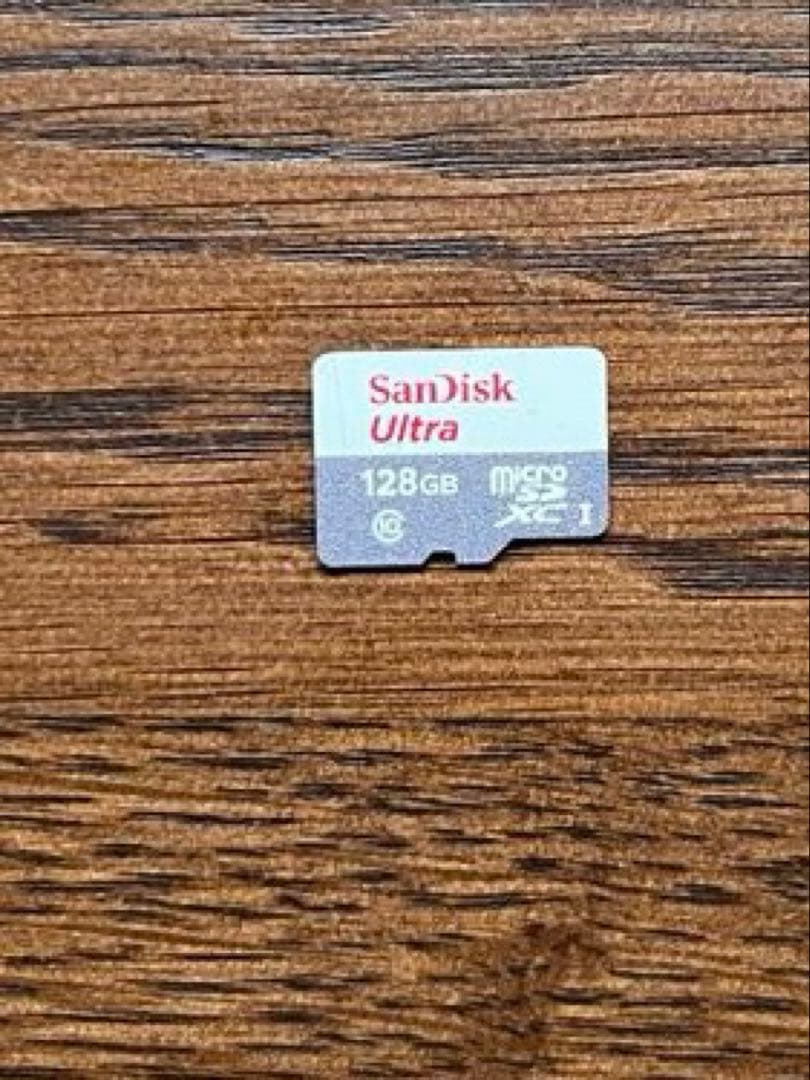 SanDisk
Ultra
128GB
micro
SD
XC I
10